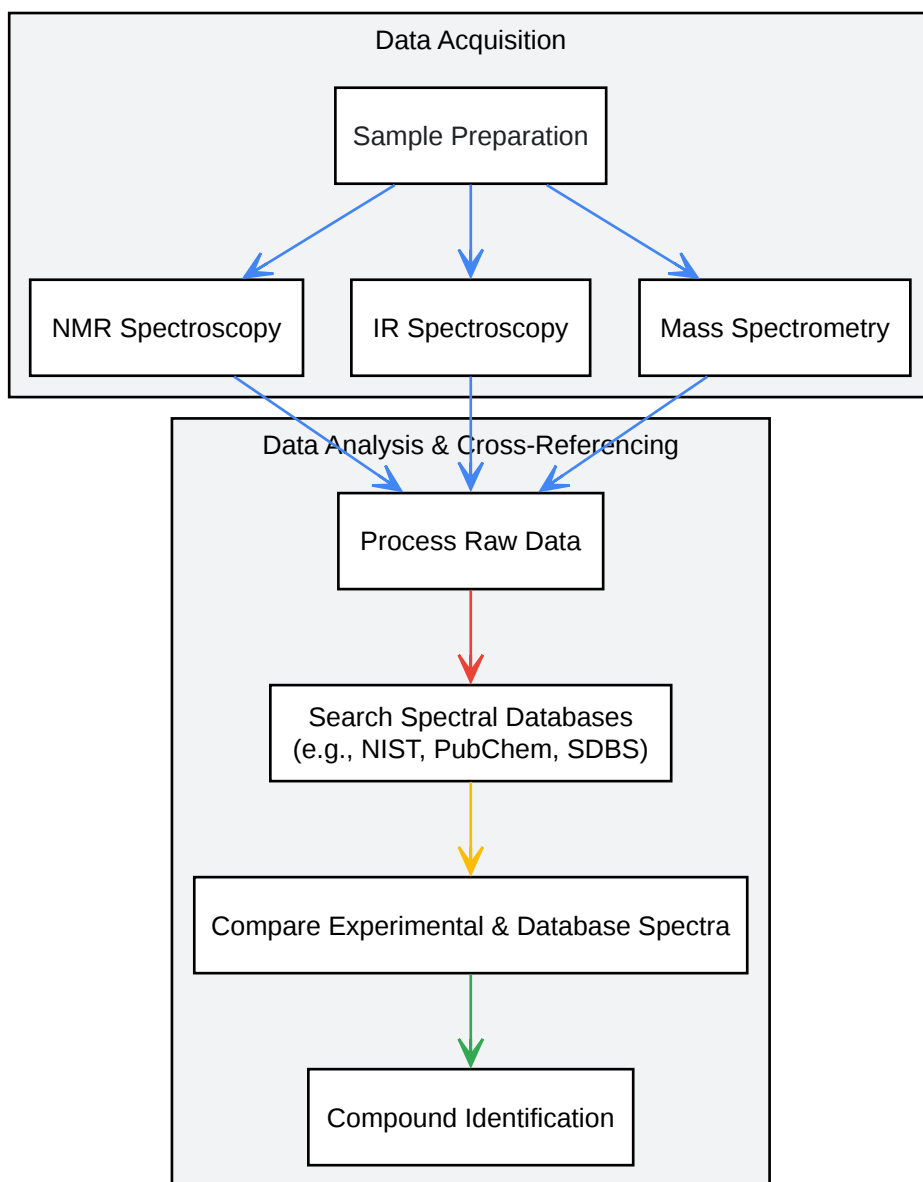 Data Acquisition
Sample Preparation
NMR Spectroscopy
IR Spectroscopy
Mass Spectrometry
Data Analysis & Cross-Referencing
Process Raw Data
Search Spectral Databases
(e.g., NIST, PubChem, SDBS)
Compare Experimental & Database Spectra
Compound Identification